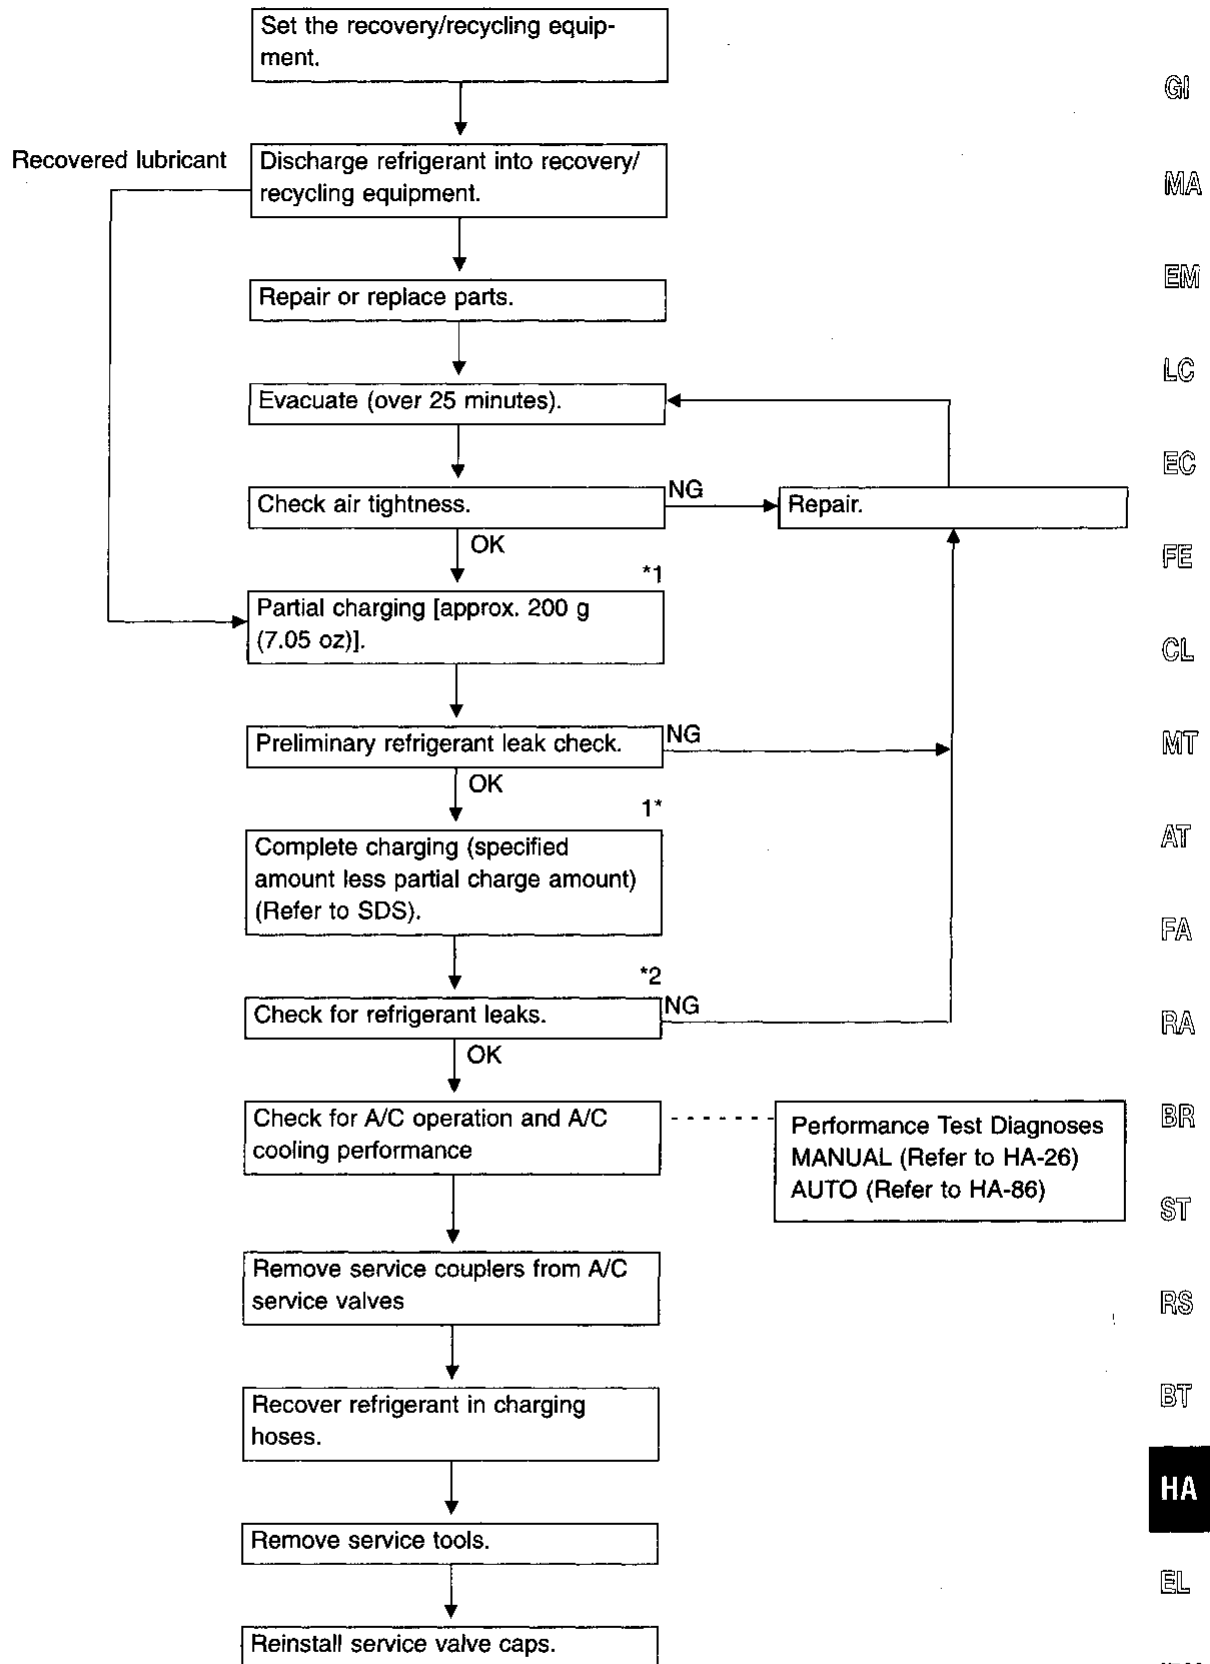 Set the recovery/recycling equip-
ment.
Recovered lubricant
Discharge refrigerant into recovery/
recycling equipment.
Repair or replace parts.
Evacuate (over 25 minutes).
Check air tightness.
NG
Repair.
OK
*1
Partial charging [approx. 200 g
(7.05 oz)].
Preliminary refrigerant leak check.
NG
OK
1*
Complete charging (specified
amount less partial charge amount)
(Refer to SDS).
*2
Check for refrigerant leaks.
NG
OK
Check for A/C operation and A/C
cooling performance
Performance Test Diagnoses
MANUAL (Refer to HA-26)
AUTO (Refer to HA-86)
Remove service couplers from A/C
service valves
Recover refrigerant in charging
hoses.
Remove service tools.
Reinstall service valve caps.
GI
MA
EM
LC
EC
FE
CL
MT
AT
FA
RA
BR
ST
RS
BT
HA
EL